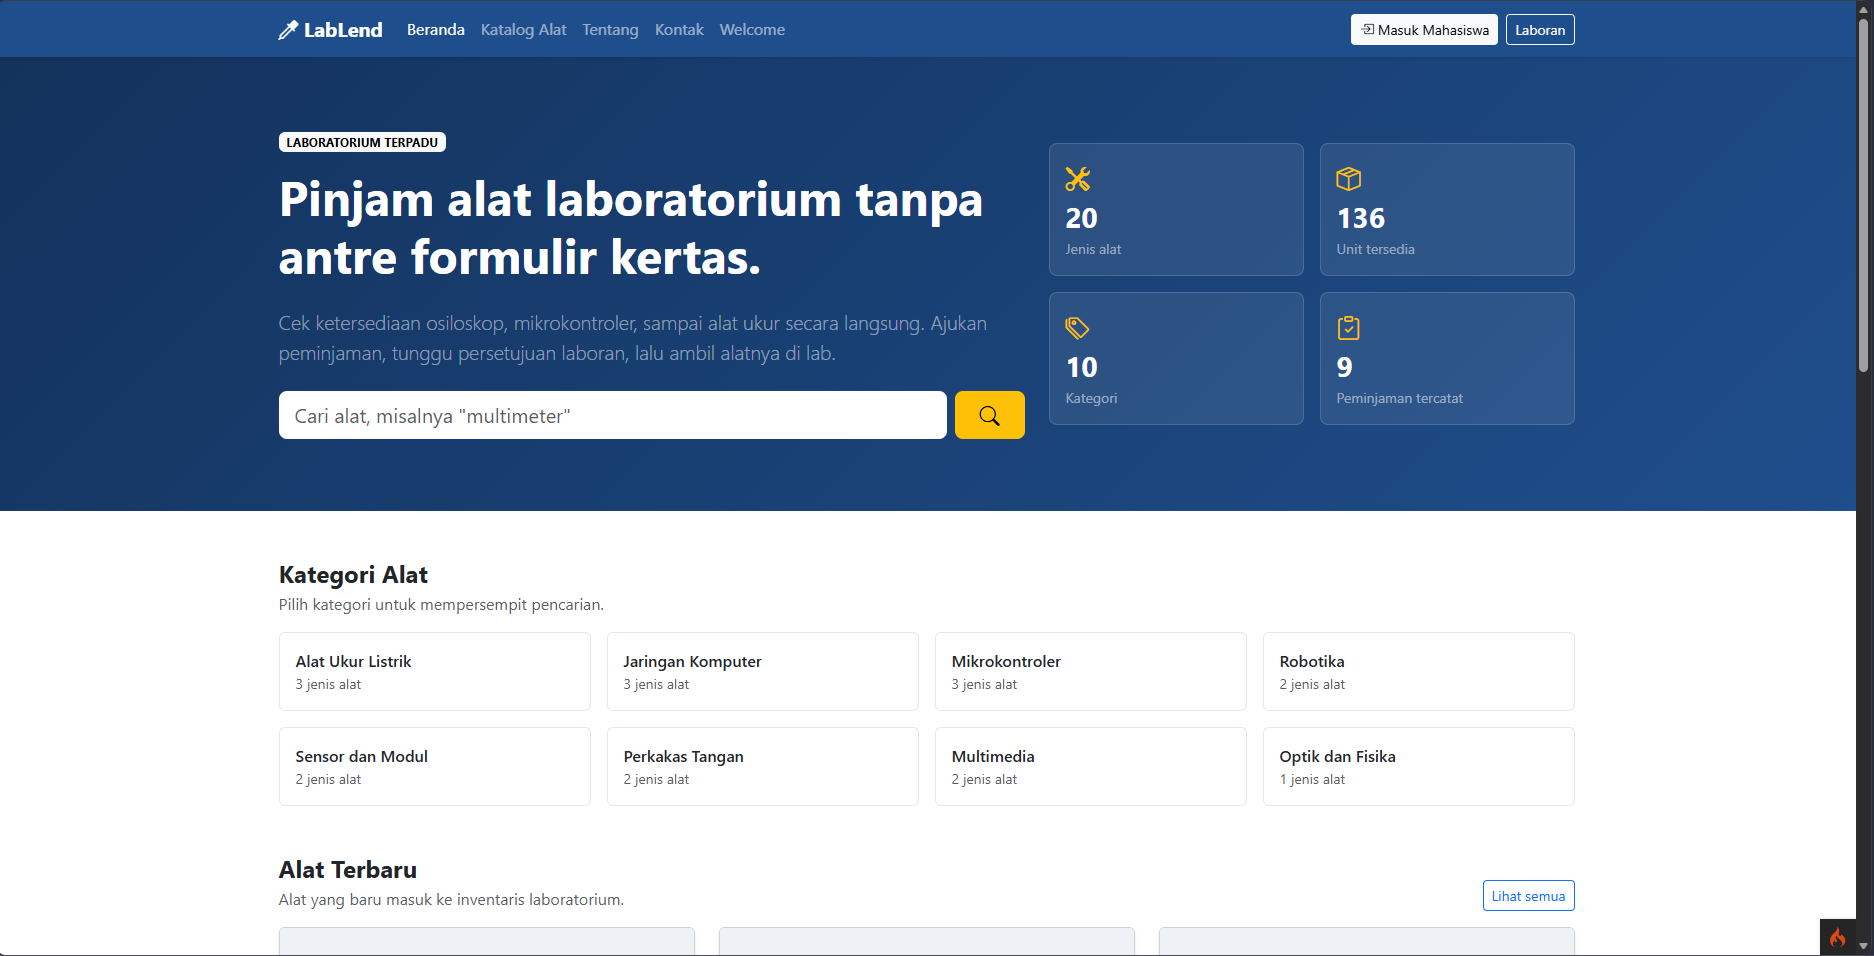 LabLend
Beranda
Katalog Alat
Tentang
Kontak
Welcome
Masuk Mahasiswa
Laboran
LABORATORIUM TERPADU
Pinjam alat laboratorium tanpa
antre formulir kertas.
Cek ketersediaan osiloskop, mikrokontroler, sampai alat ukur secara langsung. Ajukan
peminjaman, tunggu persetujuan laboran, lalu ambil alatnya di lab.
Cari alat, misalnya "multimeter"
20
Jenis alat
136
Unit tersedia
10
Kategori
9
Peminjaman tercatat
Kategori Alat
Pilih kategori untuk mempersempit pencarian.
Alat Ukur Listrik
3 jenis alat
Jaringan Komputer
3 jenis alat
Mikrokontroler
3 jenis alat
Robotika
2 jenis alat
Sensor dan Modul
2 jenis alat
Perkakas Tangan
2 jenis alat
Multimedia
2 jenis alat
Optik dan Fisika
1 jenis alat
Alat Terbaru
Alat yang baru masuk ke inventaris laboratorium.
Lihat semua